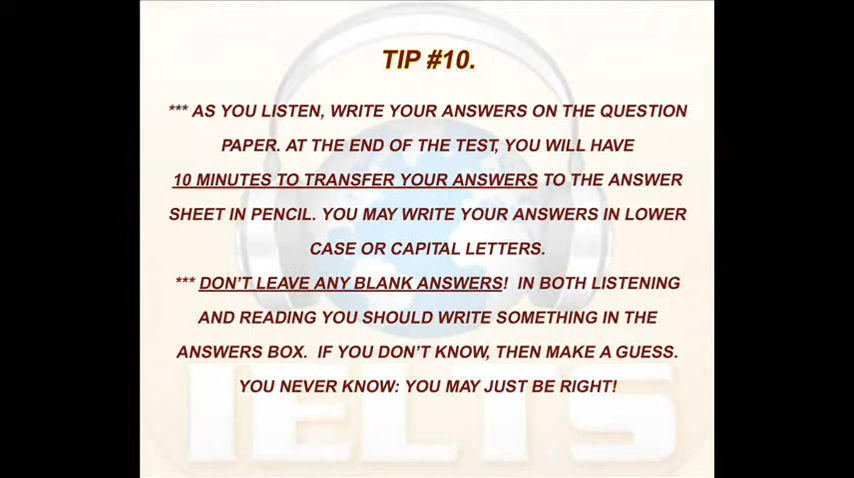 TIP #10.
*** AS YOU LISTEN, WRITE YOUR ANSWERS ON THE QUESTION
PAPER. AT THE END OF THE TEST, YOU WILL HAVE
10 MINUTES TO TRANSFER YOUR ANSWERS TO THE ANSWER
SHEET IN PENCIL. YOU MAY WRITE YOUR ANSWERS IN LOWER
CASE OR CAPITAL LETTERS.
*** DON'T LEAVE ANY BLANK ANSWERS! IN BOTH LISTENING
AND READING YOU SHOULD WRITE SOMETHING IN THE
ANSWERS BOX. IF YOU DON'T KNOW, THEN MAKE A GUESS.
YOU NEVER KNOW: YOU MAY JUST BE RIGHT!
IELTS